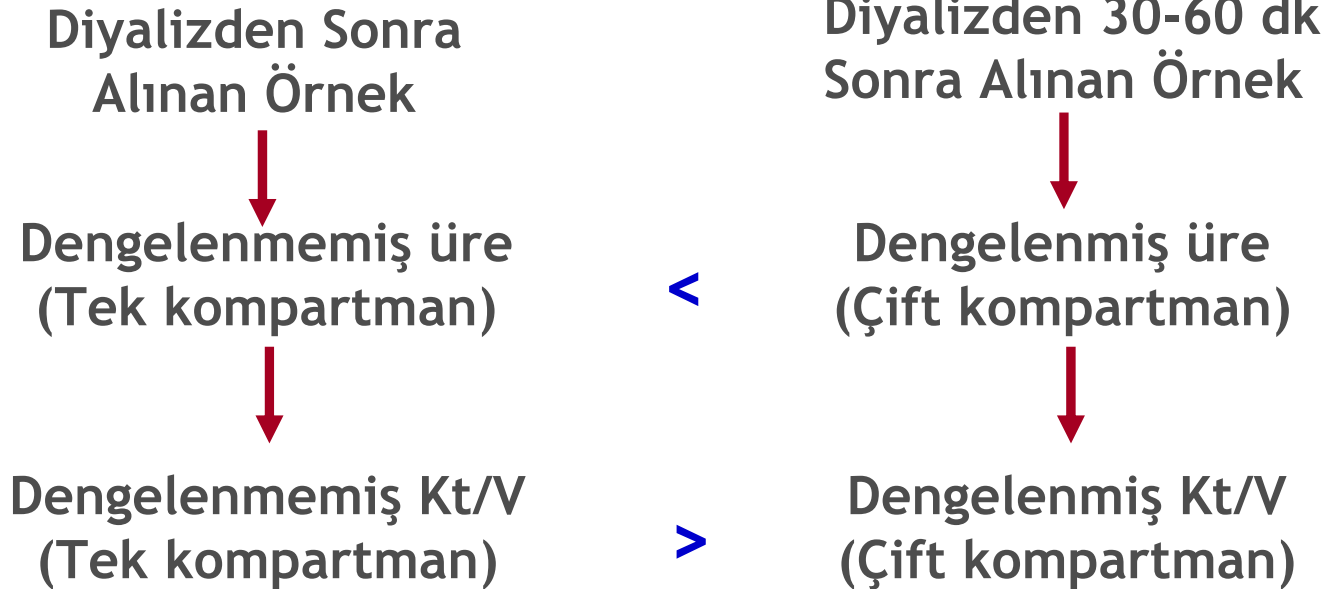 Diyalizden Sonra
Alınan Örnek
Diyalizden 30-60 dk
Sonra Alınan Örnek
Dengelenmemiş üre
(Tek kompartman)
<
Dengelenmiş üre
(Çift kompartman)
Dengelenmemiş Kt/V
(Tek kompartman)
>
Dengelenmiş Kt/V
(Çift kompartman)